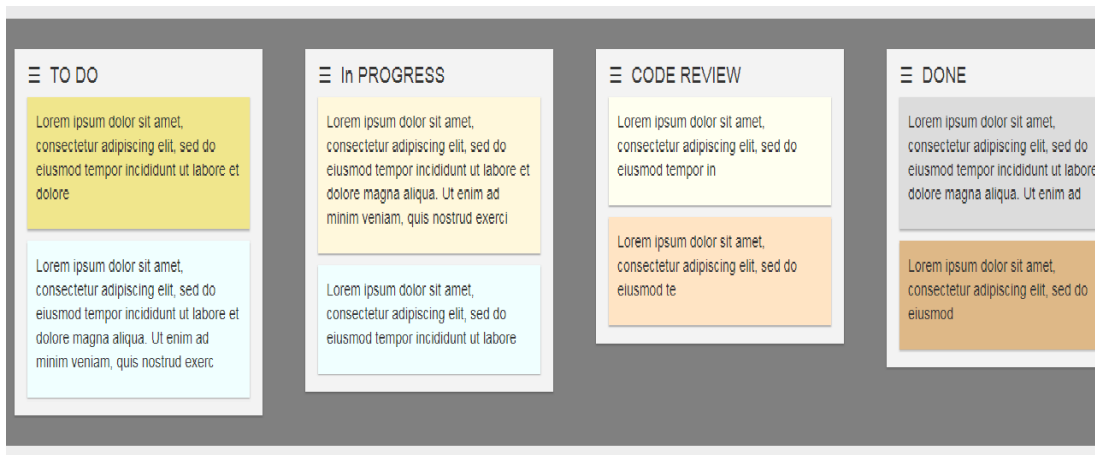 ☰ TO DO
Lorem ipsum dolor sit amet,
consectetur adipiscing elit, sed do
eiusmod tempor incididunt ut labore et
dolore
Lorem ipsum dolor sit amet,
consectetur adipiscing elit, sed do
eiusmod tempor incididunt ut labore et
dolore magna aliqua. Ut enim ad
minim veniam, quis nostrud exerc
☰ In PROGRESS
Lorem ipsum dolor sit amet,
consectetur adipiscing elit, sed do
eiusmod tempor incididunt ut labore et
dolore magna aliqua. Ut enim ad
minim veniam, quis nostrud exerci
Lorem ipsum dolor sit amet,
consectetur adipiscing elit, sed do
eiusmod tempor incididunt ut labore
☰ CODE REVIEW
Lorem ipsum dolor sit amet,
consectetur adipiscing elit, sed do
eiusmod tempor in
Lorem ipsum dolor sit amet,
consectetur adipiscing elit, sed do
eiusmod te
☰ DONE
Lorem ipsum dolor sit amet,
consectetur adipiscing elit, sed do
eiusmod tempor incididunt ut labore
dolore magna aliqua. Ut enim ad
Lorem ipsum dolor sit amet,
consectetur adipiscing elit, sed do
eiusmod